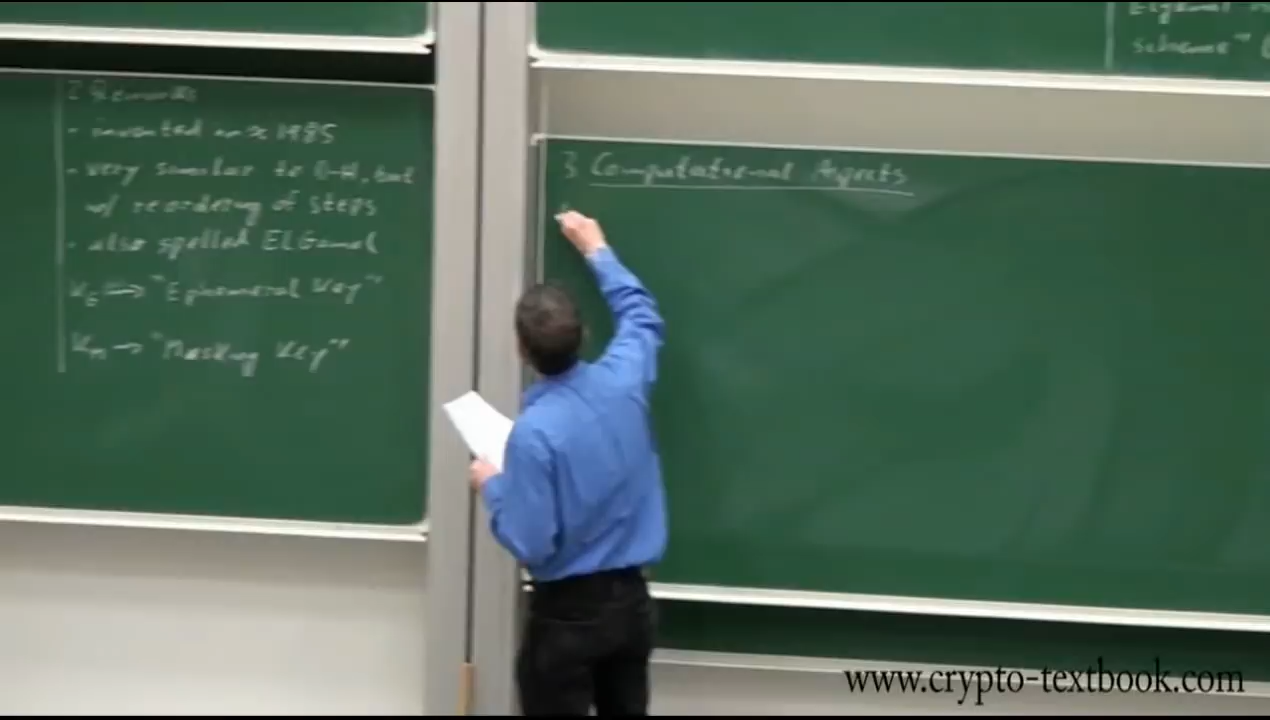 2 Remarks
- invented in ≈ 1985
- very similar to D-H, but
w/ reordering of steps
- also spelled ElGamal
K_E → "Ephemeral Key"
K_M → "Masking Key"
scheme" (
3 Computational Aspects
www.crypto-textbook.com